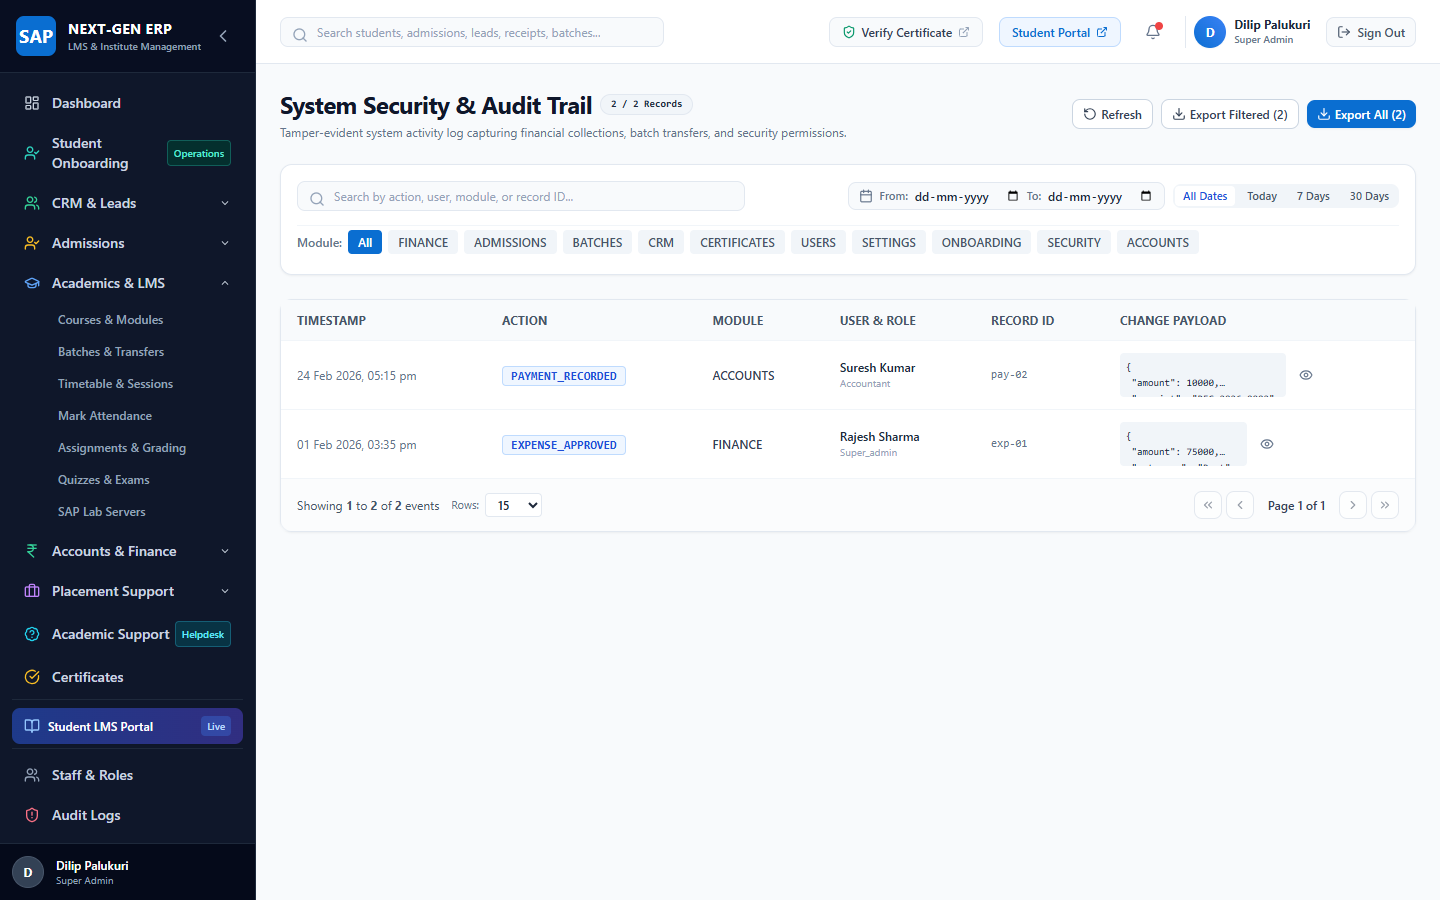 SAP
NEXT-GEN ERP
LMS & Institute Management
Dashboard
Student Onboarding
Operations
CRM & Leads
Admissions
Academics & LMS
Courses & Modules
Batches & Transfers
Timetable & Sessions
Mark Attendance
Assignments & Grading
Quizzes & Exams
SAP Lab Servers
Accounts & Finance
Placement Support
Academic Support
Helpdesk
Certificates
Student LMS Portal
Live
Staff & Roles
Audit Logs
D
Dilip Palukuri
Super Admin
Search students, admissions, leads, receipts, batches...
Verify Certificate
Student Portal
D
Dilip Palukuri
Super Admin
Sign Out
System Security & Audit Trail
2 / 2 Records
Tamper-evident system activity log capturing financial collections, batch transfers, and security permissions.
Refresh
Export Filtered (2)
Export All (2)
Search by action, user, module, or record ID...
From: dd-mm-yyyy
To: dd-mm-yyyy
All Dates
Today
7 Days
30 Days
Module: All FINANCE ADMISSIONS BATCHES CRM CERTIFICATES USERS SETTINGS ONBOARDING SECURITY ACCOUNTS
TIMESTAMP ACTION MODULE USER & ROLE RECORD ID CHANGE PAYLOAD
24 Feb 2026, 05:15 pm
PAYMENT_RECORDED
ACCOUNTS
Suresh Kumar
Accountant
pay-02
{
"amount": 10000,…
01 Feb 2026, 03:35 pm
EXPENSE_APPROVED
FINANCE
Rajesh Sharma
Super_admin
exp-01
{
"amount": 75000,…
Showing 1 to 2 of 2 events
Rows: 15
Page 1 of 1